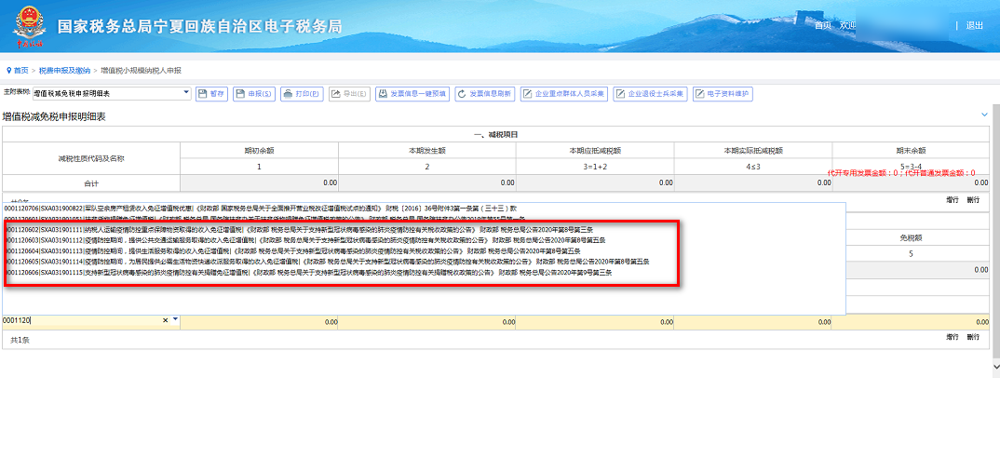 国家税务总局宁夏回族自治区电子税务局
首页 欢迎 | 退出
首页 > 税费申报及缴纳 > 增值税小规模纳税人申报
主附表树: 增值税减免税申报明细表 暂存 申报(S) 打印(P) 导出(E) 发票信息一键预填 发票信息刷新 企业重点群体人员采集 企业退役士兵采集 电子资料维护
增值税减免税申报明细表
一、减税项目
减税性质代码及名称 期初余额 本期发生额 本期应抵减税额 本期实际抵减税额 期末余额
1 2 3=1+2 4≤3 5=3-4
代开专用发票金额：0；代开普通发票金额：0
合计 0.00 0.00 0.00 0.00 0.00
增行 删行
0001120706|SXA031900822|军队空余房产租赁收入免征增值税优惠|《财政部 国家税务总局关于全面推开营业税改征增值税试点的通知》 财税〔2016〕36号附件3第一条第（三十三）款
0001120602|SXA031901111|纳税人运输疫情防控重点保障物资取得的收入免征增值税|《财政部 税务总局关于支持新型冠状病毒感染的肺炎疫情防控有关税收政策的公告》 财政部 税务总局公告2020年第8号第三条
0001120603|SXA031901112|疫情防控期间，提供公共交通运输服务取得的收入免征增值税|《财政部 税务总局关于支持新型冠状病毒感染的肺炎疫情防控有关税收政策的公告》 财政部 税务总局公告2020年第8号第五条
0001120604|SXA031901113|疫情防控期间，提供生活服务取得的收入免征增值税|《财政部 税务总局关于支持新型冠状病毒感染的肺炎疫情防控有关税收政策的公告》 财政部 税务总局公告2020年第8号第五条
0001120605|SXA031901114|疫情防控期间，为居民提供必需生活物资快递收派服务取得的收入免征增值税|《财政部 税务总局关于支持新型冠状病毒感染的肺炎疫情防控有关税收政策的公告》 财政部 税务总局公告2020年第8号第五条
0001120606|SXA031901115|支持新型冠状病毒感染的肺炎疫情防控有关捐赠免征增值税|《财政部 税务总局关于支持新型冠状病毒感染的肺炎疫情防控有关捐赠税收政策的公告》 财政部 税务总局公告2020年第9号第三条
免税额
5
0.00
0001120 × 0.00 0.00 0.00 0.00 0.00
共1条 增行 删行